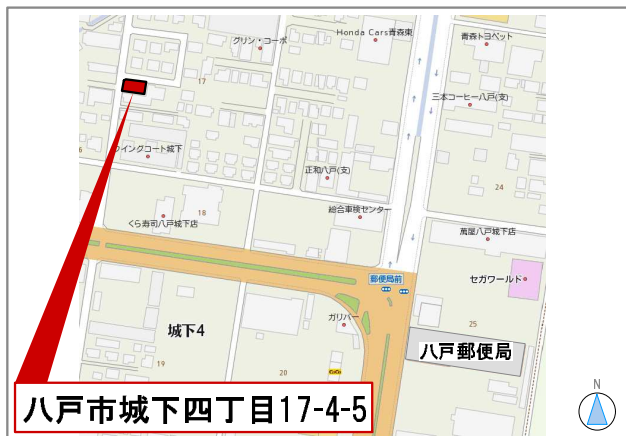 グリン・コーポ
Honda Cars青森東
青森トヨペット
17
三本コーヒー八戸(支)
ウイングコート城下
6
正和八戸(支)
24
くら寿司八戸城下店
18
総合車検センター
萬屋八戸城下店
郵便局前
セガワールド
ガリバー
25
城下4
八戸郵便局
19
20
八戸市城下四丁目17-4-5
N